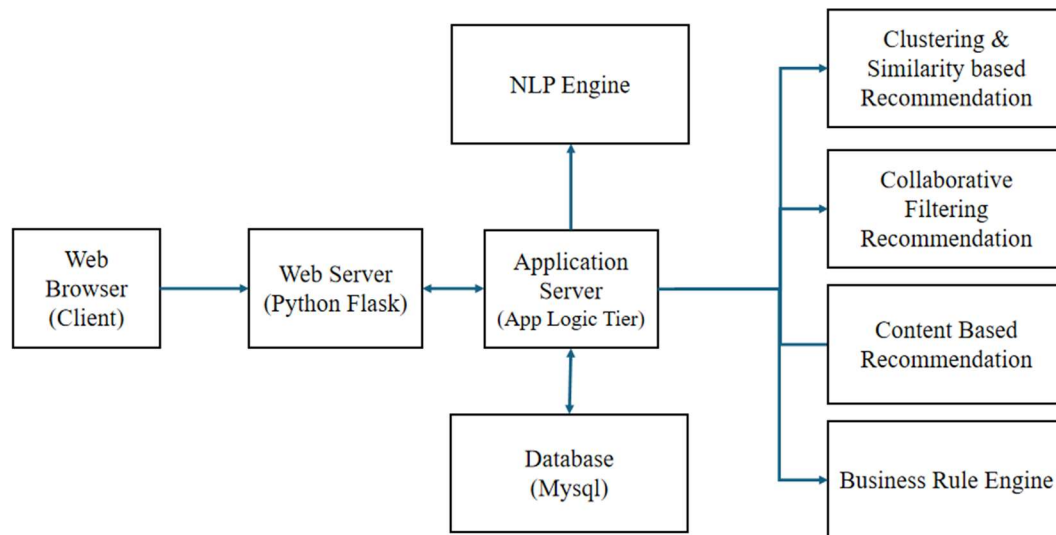 NLP Engine
Clustering &
Similarity based
Recommendation
Collaborative
Filtering
Recommendation
Web
Browser
(Client)
Web Server
(Python Flask)
Application
Server
(App Logic Tier)
Content Based
Recommendation
Database
(Mysql)
Business Rule Engine